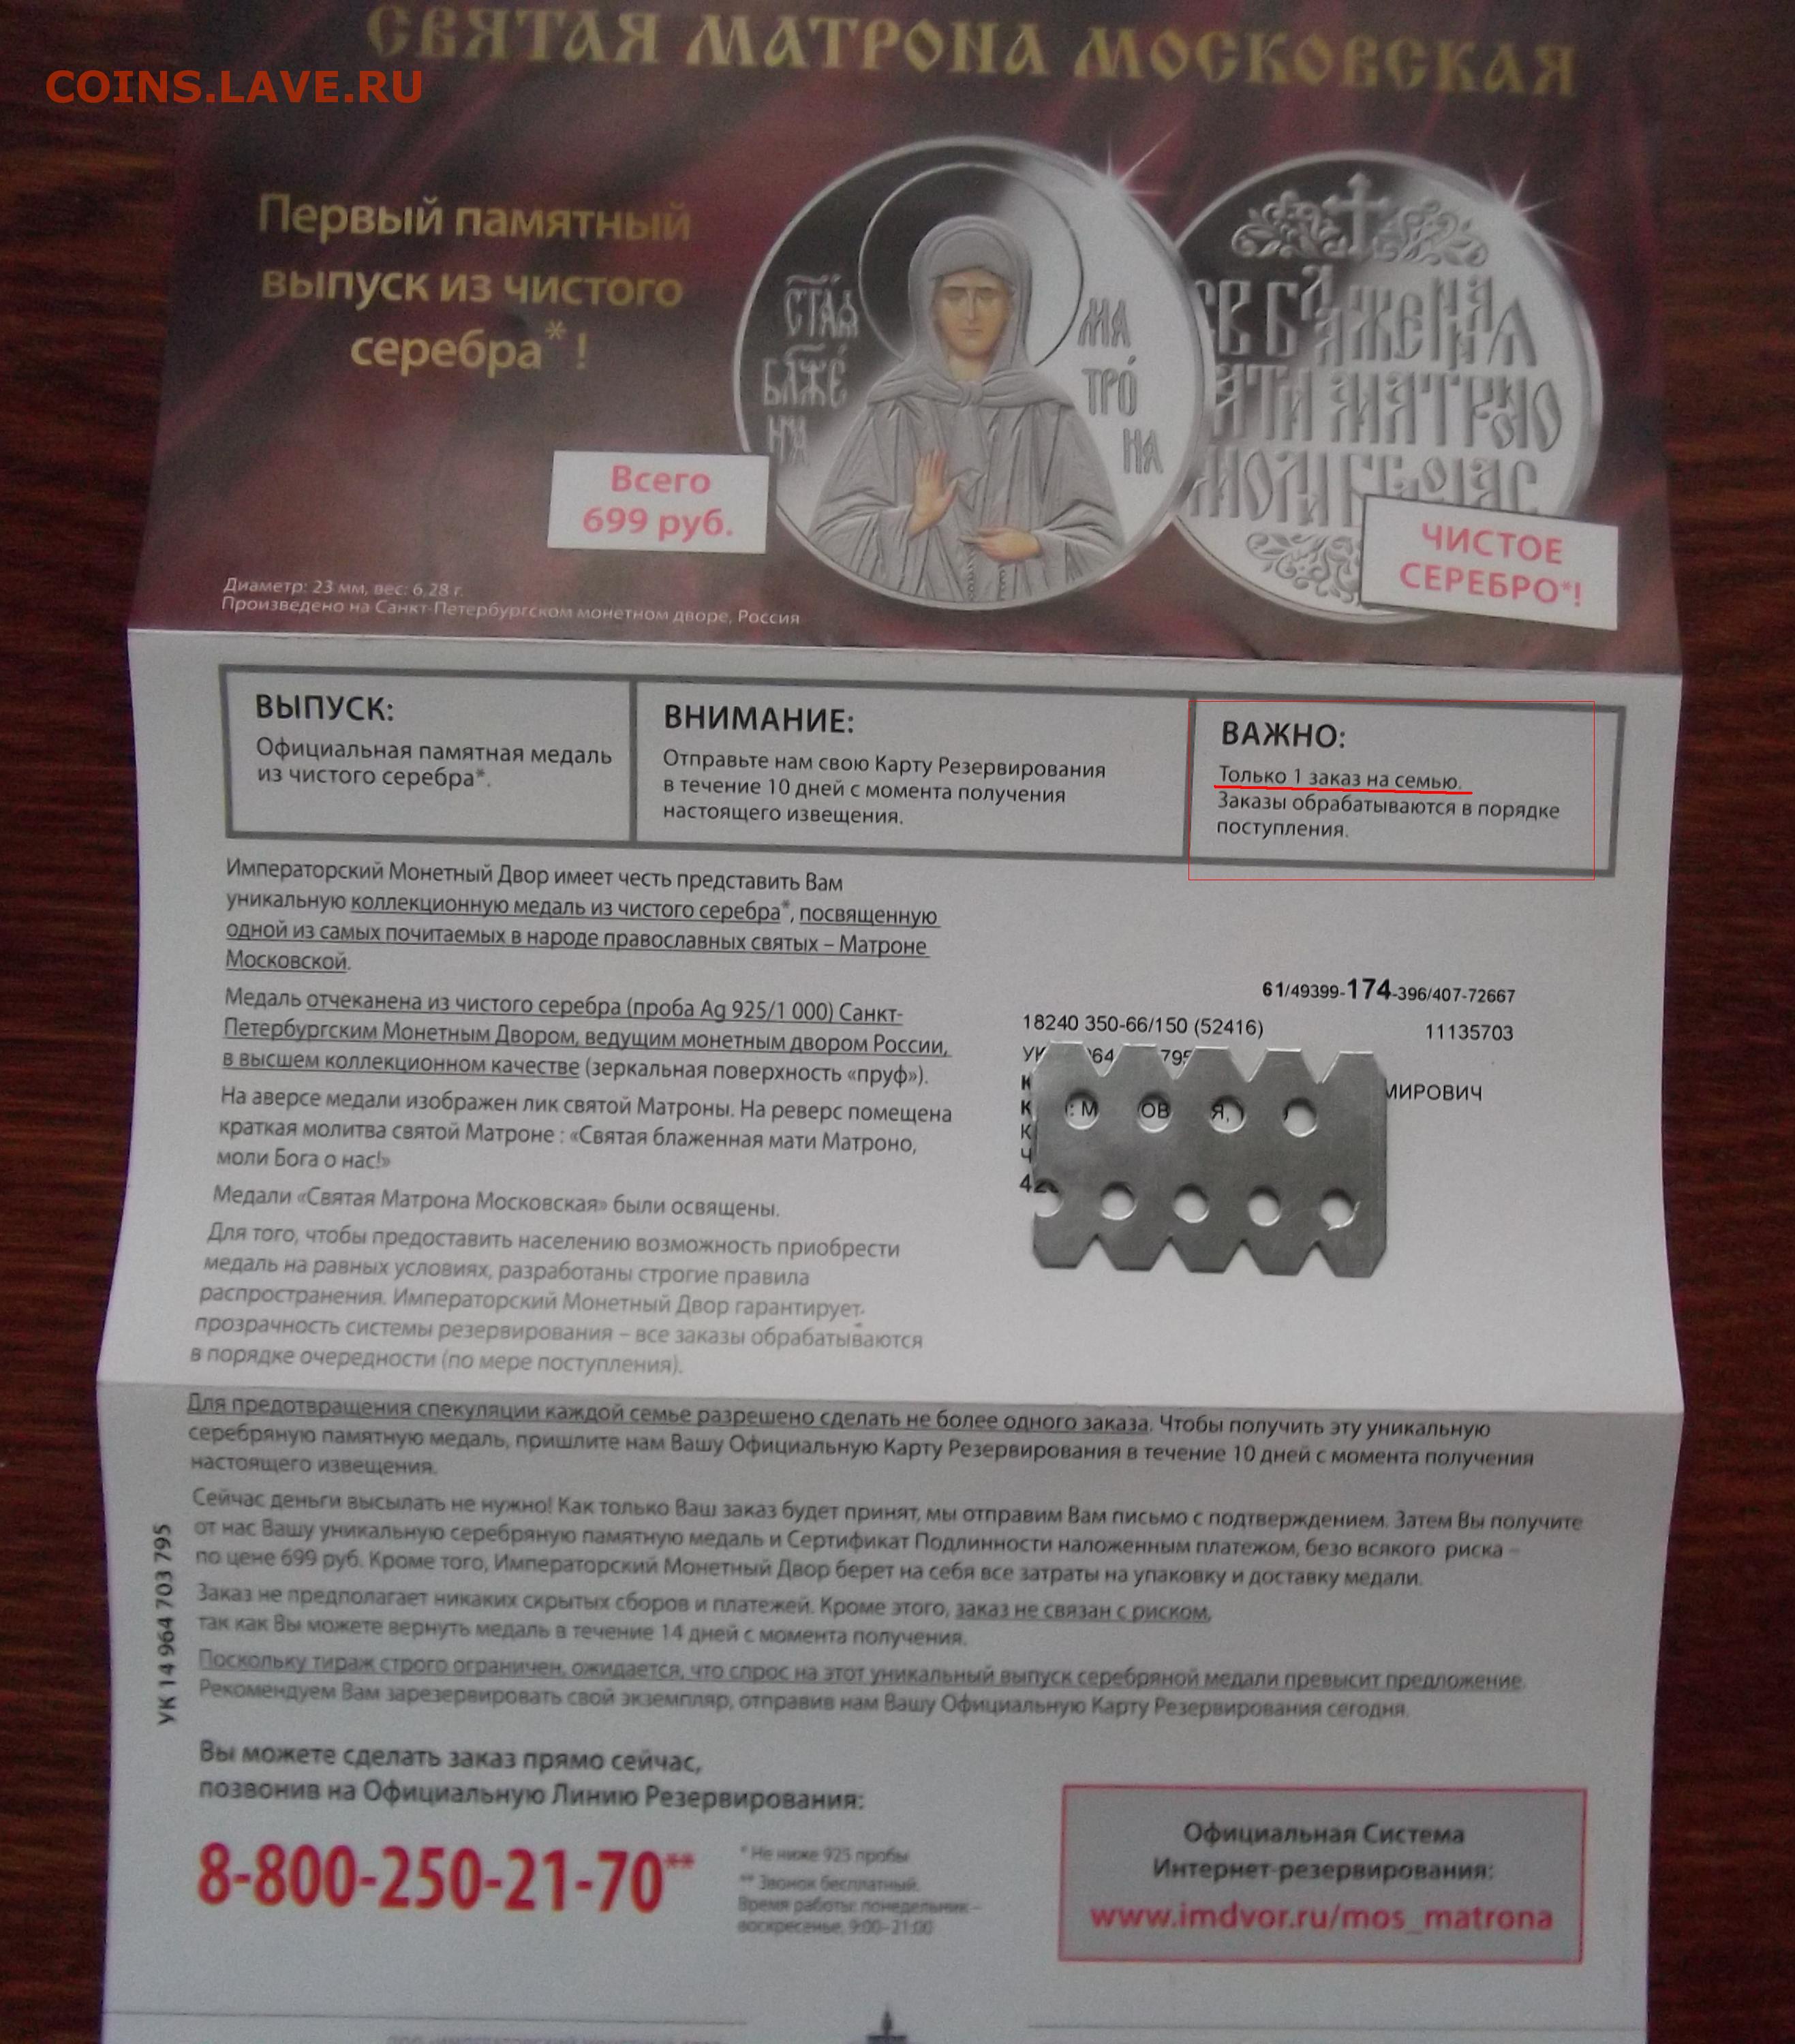 СВЯТАЯ МАТРОНА МОСКОВСКАЯ
COINS.LAVE.RU
Первый памятный
выпуск из чистого
серебра*!
СТАѦ
БЛЖЕ
НА
МА
ТРО
НА
Всего
699 руб.
ЧИСТОЕ
СЕРЕБРО*!
Диаметр: 23 мм, вес: 6,28 г.
Произведено на Санкт-Петербургском монетном дворе, Россия
ВЫПУСК:
Официальная памятная медаль
из чистого серебра*.
ВНИМАНИЕ:
Отправьте нам свою Карту Резервирования
в течение 10 дней с момента получения
настоящего извещения.
ВАЖНО:
Только 1 заказ на семью.
Заказы обрабатываются в порядке
поступления.
Императорский Монетный Двор имеет честь представить Вам
уникальную коллекционную медаль из чистого серебра*, посвященную
одной из самых почитаемых в народе православных святых – Матроне
Московской.
Медаль отчеканена из чистого серебра (проба Ag 925/1 000) Санкт-
Петербургским Монетным Двором, ведущим монетным двором России,
в высшем коллекционном качестве (зеркальная поверхность «пруф»).
На аверсе медали изображен лик святой Матроны. На реверс помещена
краткая молитва святой Матроне : «Святая блаженная мати Матроно,
моли Бога о нас!»
Медали «Святая Матрона Московская» были освящены.
Для того, чтобы предоставить населению возможность приобрести
медаль на равных условиях, разработаны строгие правила
распространения. Императорский Монетный Двор гарантирует
прозрачность системы резервирования – все заказы обрабатываются
в порядке очередности (по мере поступления).
61/49399-174-396/407-72667
18240 350-66/150 (52416) 11135703
УК 64 795
К МИРОВИЧ
К : М ОВ Я,
К
Ч
42
Для предотвращения спекуляции каждой семье разрешено сделать не более одного заказа. Чтобы получить эту уникальную
серебряную памятную медаль, пришлите нам Вашу Официальную Карту Резервирования в течение 10 дней с момента получения
настоящего извещения.
Сейчас деньги высылать не нужно! Как только Ваш заказ будет принят, мы отправим Вам письмо с подтверждением. Затем Вы получите
от нас Вашу уникальную серебряную памятную медаль и Сертификат Подлинности наложенным платежом, безо всякого риска –
по цене 699 руб. Кроме того, Императорский Монетный Двор берет на себя все затраты на упаковку и доставку медали.
Заказ не предполагает никаких скрытых сборов и платежей. Кроме этого, заказ не связан с риском,
так как Вы можете вернуть медаль в течение 14 дней с момента получения.
Поскольку тираж строго ограничен, ожидается, что спрос на этот уникальный выпуск серебряной медали превысит предложение.
Рекомендуем Вам зарезервировать свой экземпляр, отправив нам Вашу Официальную Карту Резервирования сегодня.
УК 14 964 703 795
Вы можете сделать заказ прямо сейчас,
позвонив на Официальную Линию Резервирования:
8-800-250-21-70**
* Не ниже 925 пробы
** Звонок бесплатный.
Время работы: понедельник –
воскресенье, 9:00–21:00
Официальная Система
Интернет-резервирования:
www.imdvor.ru/mos_matrona